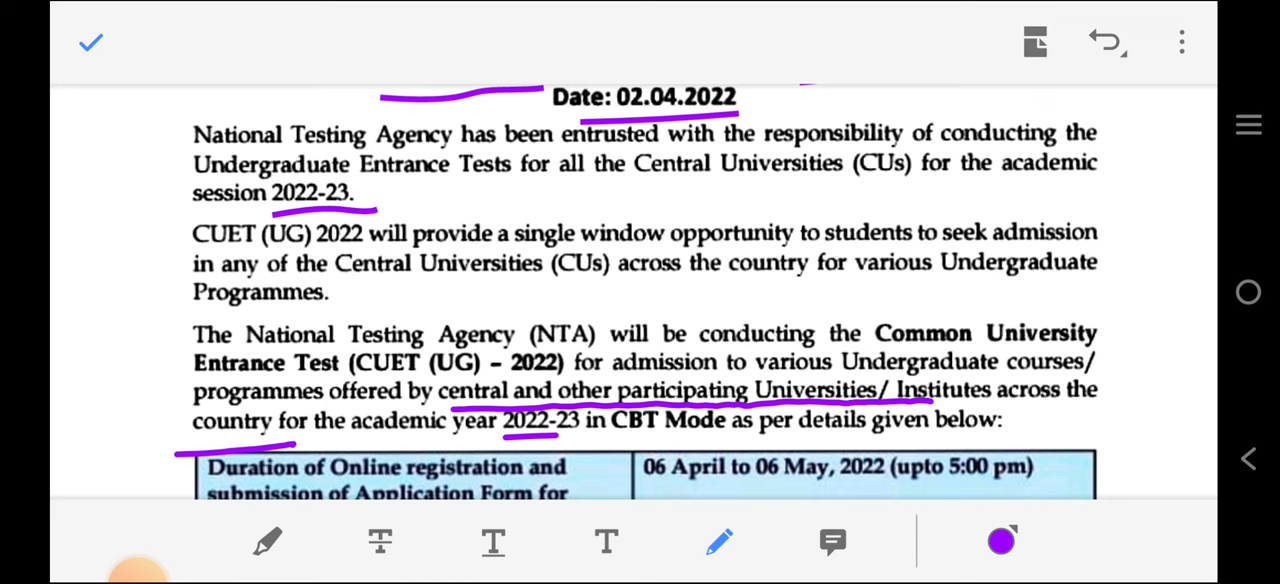 Date: 02.04.2022
National Testing Agency has been entrusted with the responsibility of conducting the
Undergraduate Entrance Tests for all the Central Universities (CUs) for the academic
session 2022-23.
CUET (UG) 2022 will provide a single window opportunity to students to seek admission
in any of the Central Universities (CUs) across the country for various Undergraduate
Programmes.
The National Testing Agency (NTA) will be conducting the Common University
Entrance Test (CUET (UG) – 2022) for admission to various Undergraduate courses/
programmes offered by central and other participating Universities/ Institutes across the
country for the academic year 2022-23 in CBT Mode as per details given below:
Duration of Online registration and
submission of Application Form for
06 April to 06 May, 2022 (upto 5:00 pm)
T
T
T